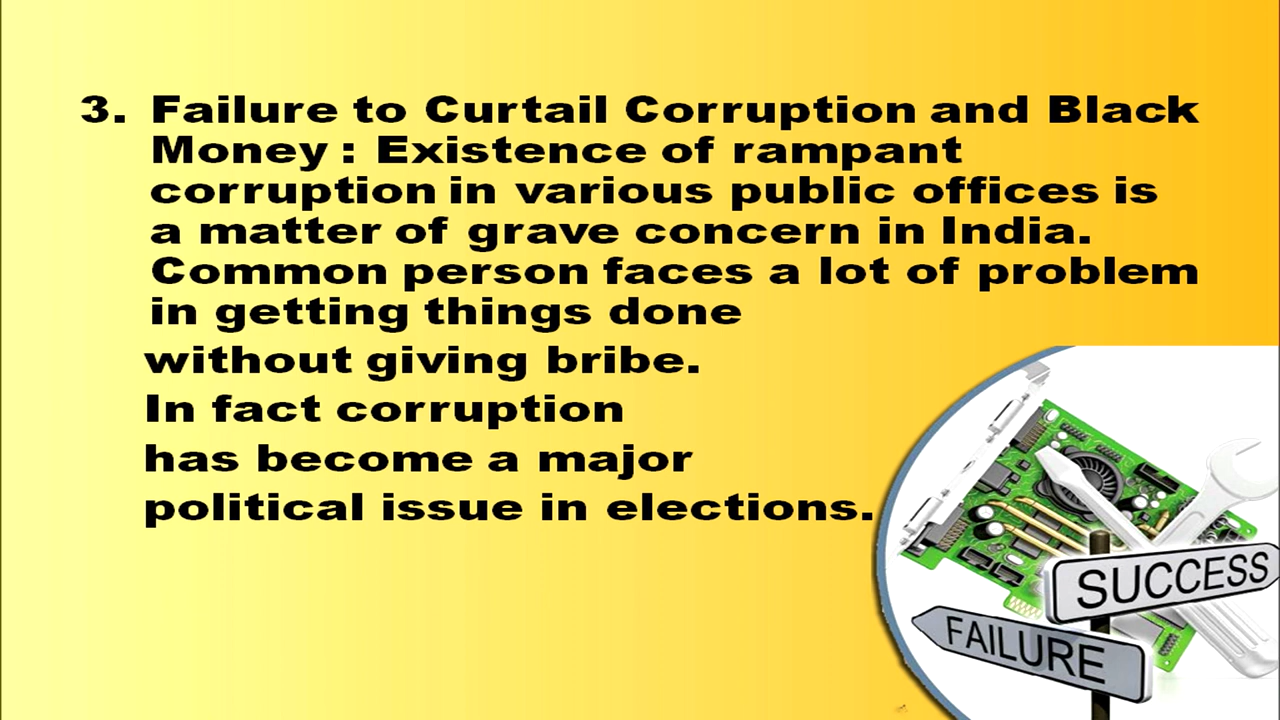 3. Failure to Curtail Corruption and Black
Money : Existence of rampant
corruption in various public offices is
a matter of grave concern in India.
Common person faces a lot of problem
in getting things done
without giving bribe.
In fact corruption
has become a major
political issue in elections.
SUCCESS
FAILURE